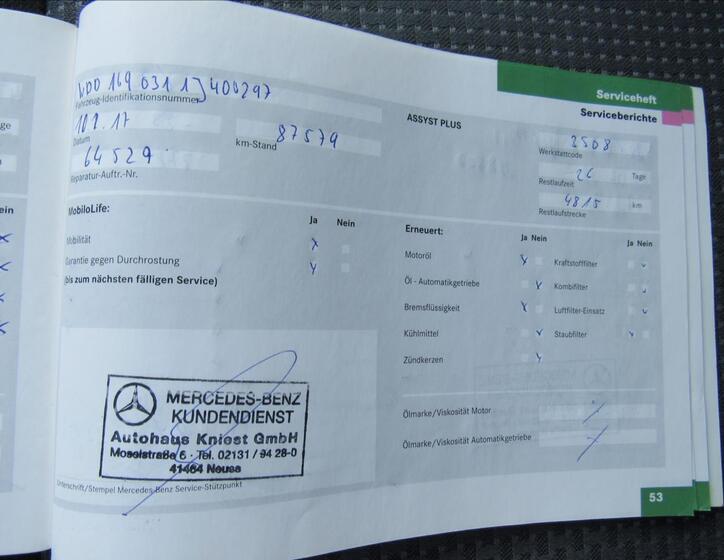 Serviceheft
Serviceberichte
WDD 169 031 1J 400297
Fahrzeug-Identifikationsnummer
ASSYST PLUS
Datum
87579
km-Stand
2508
Werkstattcode
64529
Reparatur-Auftr.-Nr.
26 Tage
Restlaufzeit
4815 km
Restlaufstrecke
MobiloLife:
Ja Nein
Mobilität
Garantie gegen Durchrostung
(bis zum nächsten fälligen Service)
Erneuert:
Ja Nein
Ja Nein
Motoröl
Kraftstofffilter
Öl - Automatikgetriebe
Kombifilter
Bremsflüssigkeit
Luftfilter-Einsatz
Kühlmittel
Staubfilter
Zündkerzen
Ölmarke/Viskosität Motor
Ölmarke/Viskosität Automatikgetriebe
MERCEDES-BENZ
KUNDENDIENST
Autohaus Kniest GmbH
Moselstraße 6 · Tel. 02131 / 94 28-0
41464 Neuss
Unterschrift/Stempel Mercedes-Benz Service-Stützpunkt
53